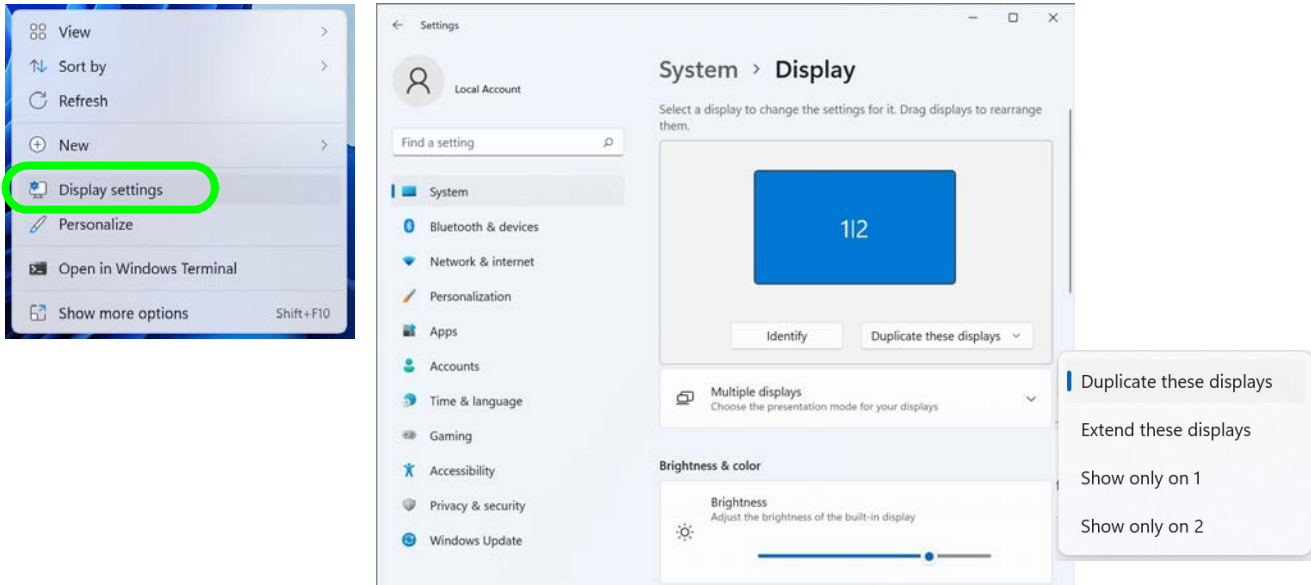 View
Sort by
Refresh
New
Display settings
Personalize
Open in Windows Terminal
Show more options Shift+F10
Settings
Local Account
Find a setting
System
Bluetooth & devices
Network & internet
Personalization
Apps
Accounts
Time & language
Gaming
Accessibility
Privacy & security
Windows Update
System > Display
Select a display to change the settings for it. Drag displays to rearrange
them.
1|2
Identify
Duplicate these displays
Multiple displays
Choose the presentation mode for your displays
Brightness & color
Brightness
Adjust the brightness of the built-in display
Duplicate these displays
Extend these displays
Show only on 1
Show only on 2